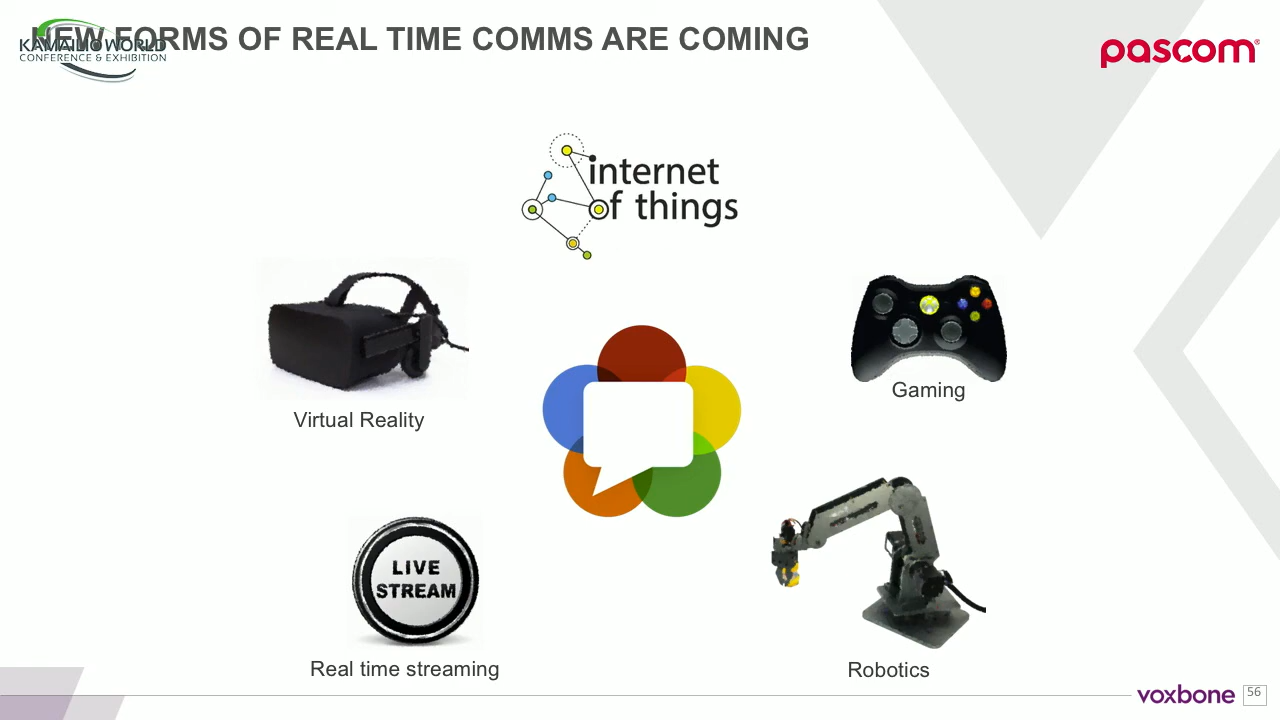 NEW FORMS OF REAL TIME COMMS ARE COMING
KAMAILIO WORLD
CONFERENCE & EXHIBITION
pascom®
internet
of things
Virtual Reality
Gaming
LIVE
STREAM
Real time streaming
Robotics
voxbone
56